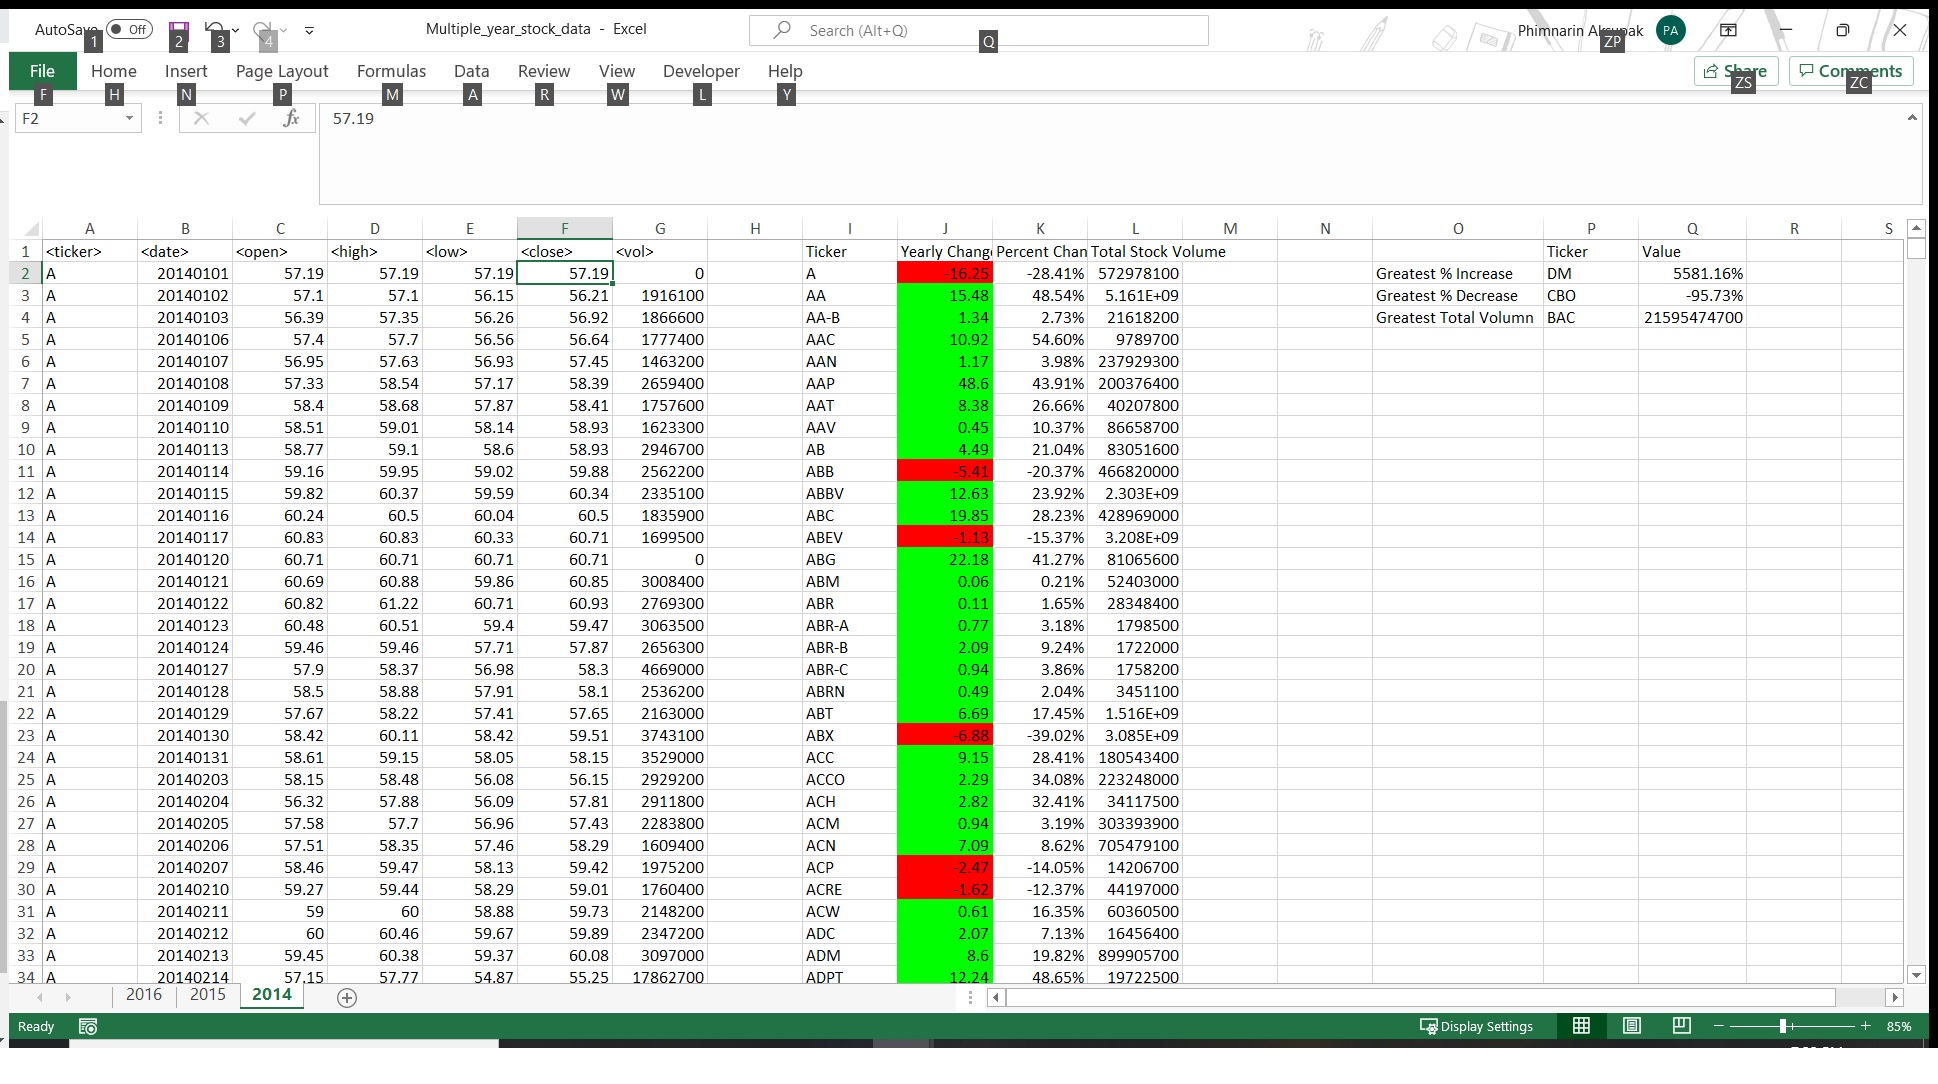 AutoSave Off Multiple_year_stock_data - Excel Search (Alt+Q) Phimnarin PA
1 2 3 4 Q ZP
File Home Insert Page Layout Formulas Data Review View Developer Help Share Comments
F H N P M A R W L Y ZS ZC
F2 fx 57.19
A B C D E F G H I J K L M N O P Q R S
1 <ticker> <date> <open> <high> <low> <close> <vol> Ticker Yearly Chang Percent Chan Total Stock Volume Ticker Value
2 A 20140101 57.19 57.19 57.19 57.19 0 A -16.25 -28.41% 572978100 Greatest % Increase DM 5581.16%
3 A 20140102 57.1 57.1 56.15 56.21 1916100 AA 15.48 48.54% 5.161E+09 Greatest % Decrease CBO -95.73%
4 A 20140103 56.39 57.35 56.26 56.92 1866600 AA-B 1.34 2.73% 21618200 Greatest Total Volumn BAC 21595474700
5 A 20140106 57.4 57.7 56.56 56.64 1777400 AAC 10.92 54.60% 9789700
6 A 20140107 56.95 57.63 56.93 57.45 1463200 AAN 1.17 3.98% 237929300
7 A 20140108 57.33 58.54 57.17 58.39 2659400 AAP 48.6 43.91% 200376400
8 A 20140109 58.4 58.68 57.87 58.41 1757600 AAT 8.38 26.66% 40207800
9 A 20140110 58.51 59.01 58.14 58.93 1623300 AAV 0.45 10.37% 86658700
10 A 20140113 58.77 59.1 58.6 58.93 2946700 AB 4.49 21.04% 83051600
11 A 20140114 59.16 59.95 59.02 59.88 2562200 ABB -5.41 -20.37% 466820000
12 A 20140115 59.82 60.37 59.59 60.34 2335100 ABBV 12.63 23.92% 2.303E+09
13 A 20140116 60.24 60.5 60.04 60.5 1835900 ABC 19.85 28.23% 428969000
14 A 20140117 60.83 60.83 60.33 60.71 1699500 ABEV -1.13 -15.37% 3.208E+09
15 A 20140120 60.71 60.71 60.71 60.71 0 ABG 22.18 41.27% 81065600
16 A 20140121 60.69 60.88 59.86 60.85 3008400 ABM 0.06 0.21% 52403000
17 A 20140122 60.82 61.22 60.71 60.93 2769300 ABR 0.11 1.65% 28348400
18 A 20140123 60.48 60.51 59.4 59.47 3063500 ABR-A 0.77 3.18% 1798500
19 A 20140124 59.46 59.46 57.71 57.87 2656300 ABR-B 2.09 9.24% 1722000
20 A 20140127 57.9 58.37 56.98 58.3 4669000 ABR-C 0.94 3.86% 1758200
21 A 20140128 58.5 58.88 57.91 58.1 2536200 ABRN 0.49 2.04% 3451100
22 A 20140129 57.67 58.22 57.41 57.65 2163000 ABT 6.69 17.45% 1.516E+09
23 A 20140130 58.42 60.11 58.42 59.51 3743100 ABX -6.88 -39.02% 3.085E+09
24 A 20140131 58.61 59.15 58.05 58.15 3529000 ACC 9.15 28.41% 180543400
25 A 20140203 58.15 58.48 56.08 56.15 2929200 ACCO 2.29 34.08% 223248000
26 A 20140204 56.32 57.88 56.09 57.81 2911800 ACH 2.82 32.41% 34117500
27 A 20140205 57.58 57.7 56.96 57.43 2283800 ACM 0.94 3.19% 303393900
28 A 20140206 57.51 58.35 57.46 58.29 1609400 ACN 7.09 8.62% 705479100
29 A 20140207 58.46 59.47 58.13 59.42 1975200 ACP -2.47 -14.05% 14206700
30 A 20140210 59.27 59.44 58.29 59.01 1760400 ACRE -1.62 -12.37% 44197000
31 A 20140211 59 60 58.88 59.73 2148200 ACW 0.61 16.35% 60360500
32 A 20140212 60 60.46 59.67 59.89 2347200 ADC 2.07 7.13% 16456400
33 A 20140213 59.45 60.38 59.37 60.08 3097000 ADM 8.6 19.82% 899905700
34 A 20140214 57.15 57.77 54.87 55.25 17862700 ADPT 12.24 48.65% 19722500
2016 2015 2014
Ready Display Settings 85%